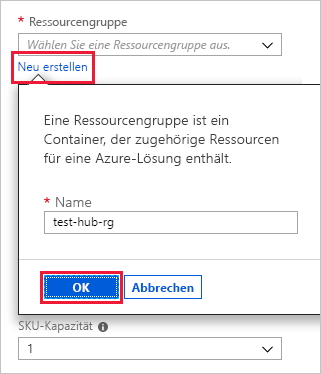 * Ressourcengruppe
Wählen Sie eine Ressourcengruppe aus.
Neu erstellen
Eine Ressourcengruppe ist ein
Container, der zugehörige Ressourcen
für eine Azure-Lösung enthält.
* Name
test-hub-rg
OK Abbrechen
SKU-Kapazität
1